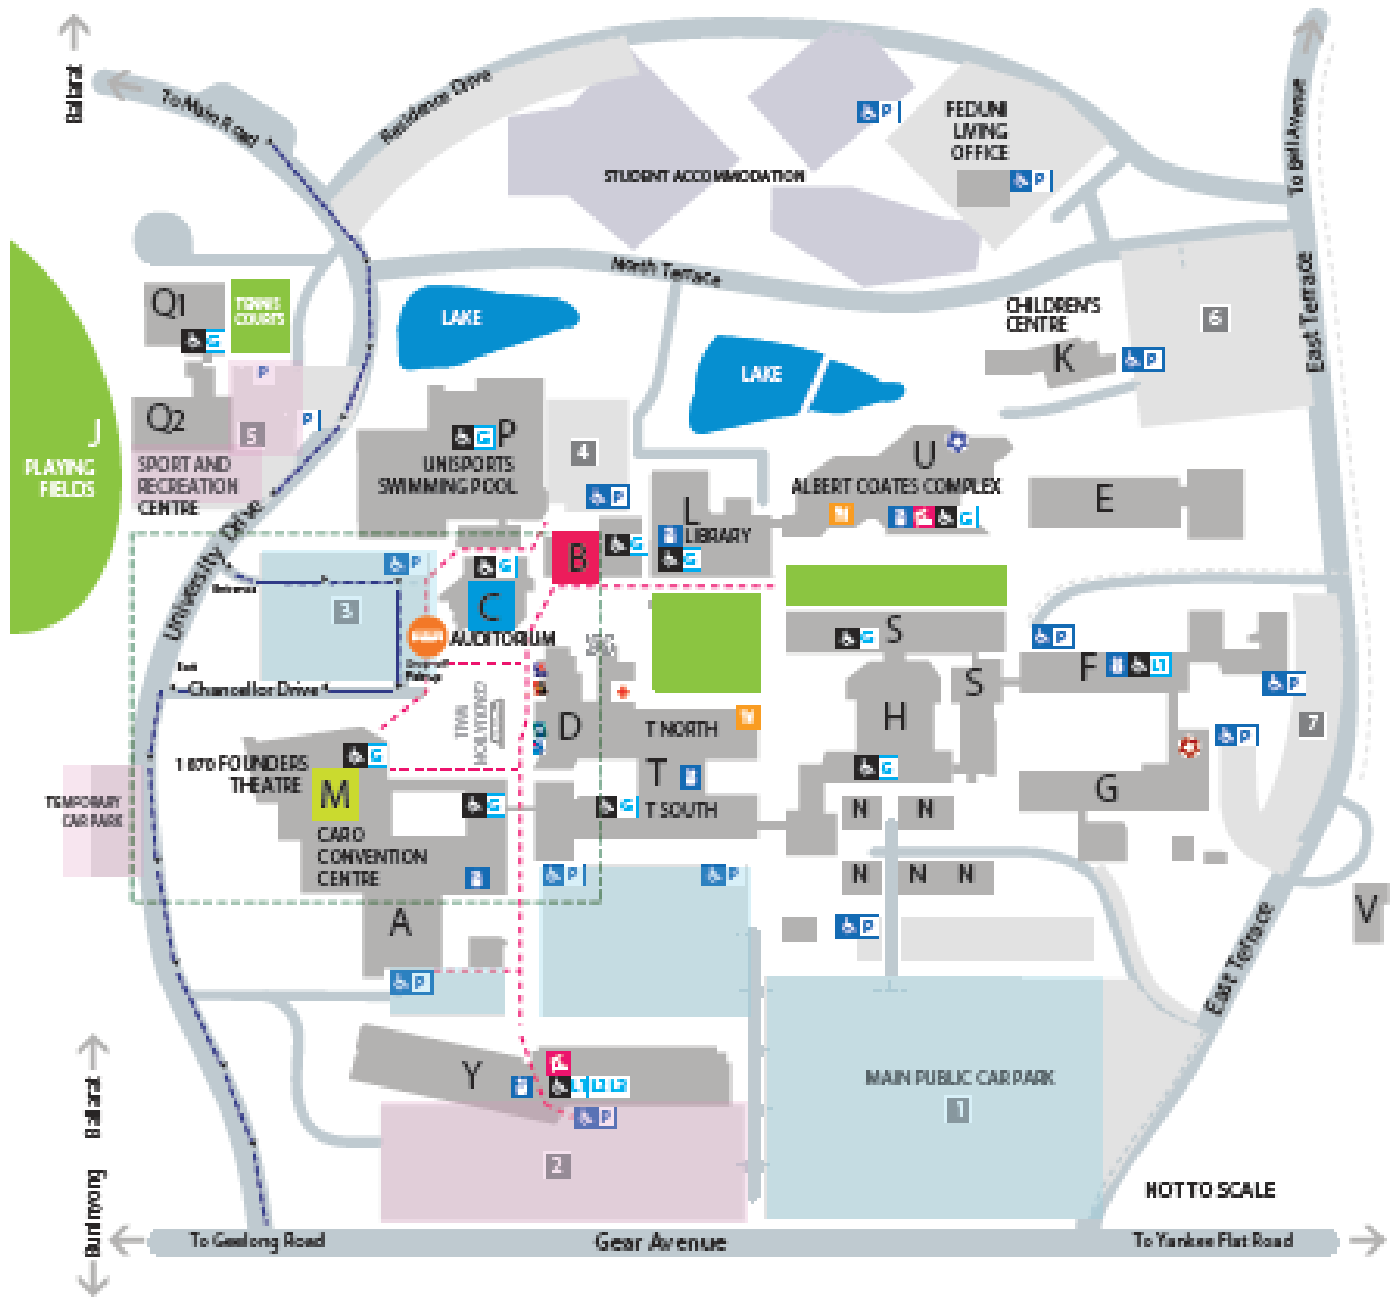 Ballarat
To Main Road
Residence Drive
STUDENT ACCOMMODATION
P
FEDUNI
LIVING
OFFICE
P
To Bell Avenue
North Terrace
East Terrace
Q1
TENNIS
COURTS
G
LAKE
LAKE
CHILDREN'S
CENTRE
K
P
6
P
P
Q2
5
J
PLAYING
FIELDS
SPORT AND
RECREATION
CENTRE
G
P
UNISPORTS
SWIMMING POOL
4
P
U
ALBERT COATES COMPLEX
G
L
LIBRARY
G
E
University Drive
P
3
G
B
G
C
AUDITORIUM
Chancellor Drive
S
G
P
S
F
L1
P
7
H
G
D
T NORTH
T
T SOUTH
G
P
G
1870 FOUNDERS
THEATRE
G
M
G
CARO
CONVENTION
CENTRE
TEMPORARY
CAR PARK
N
N
N
N
N
P
P
P
A
P
V
East Terrace
Y
L1 L2 L3
P
2
MAIN PUBLIC CAR PARK
1
Ballarat
Buninyong
NOT TO SCALE
To Geelong Road
Gear Avenue
To Yankee Flat Road